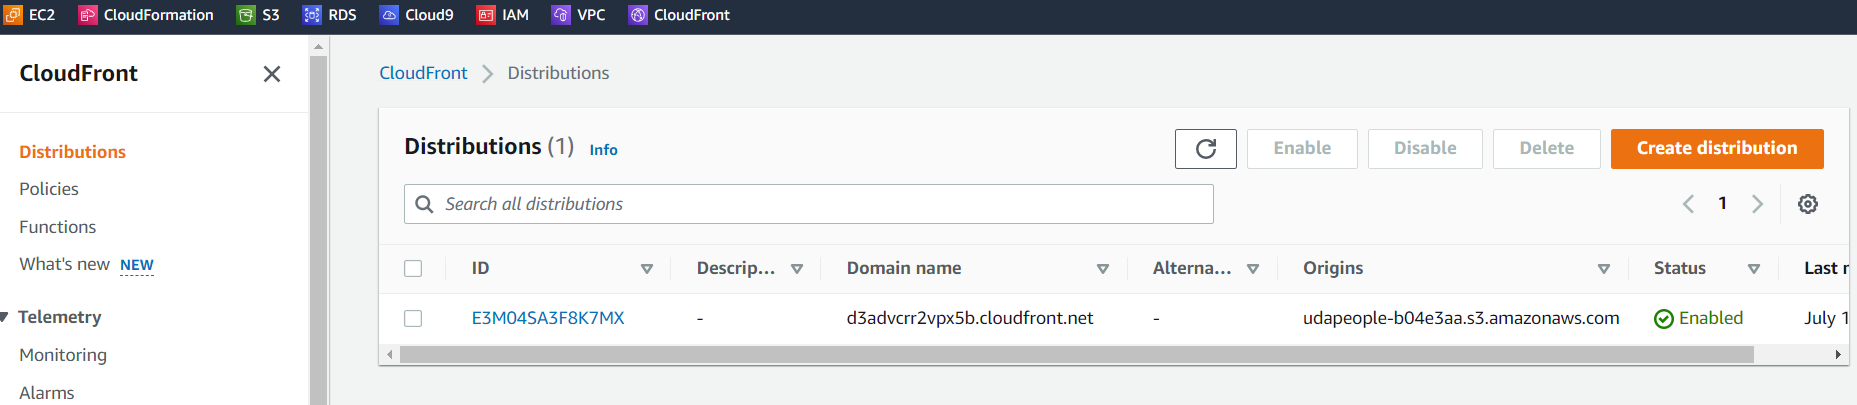 EC2 CloudFormation S3 RDS Cloud9 IAM VPC CloudFront
CloudFront
Distributions
Policies
Functions
What's new NEW
Telemetry
Monitoring
Alarms
CloudFront Distributions
Distributions (1) Info Enable Disable Delete Create distribution
Search all distributions 1
ID Descrip... Domain name Alterna... Origins Status Last
E3M04SA3F8K7MX - d3advcrr2vpx5b.cloudfront.net - udapeople-b04e3aa.s3.amazonaws.com Enabled July 1